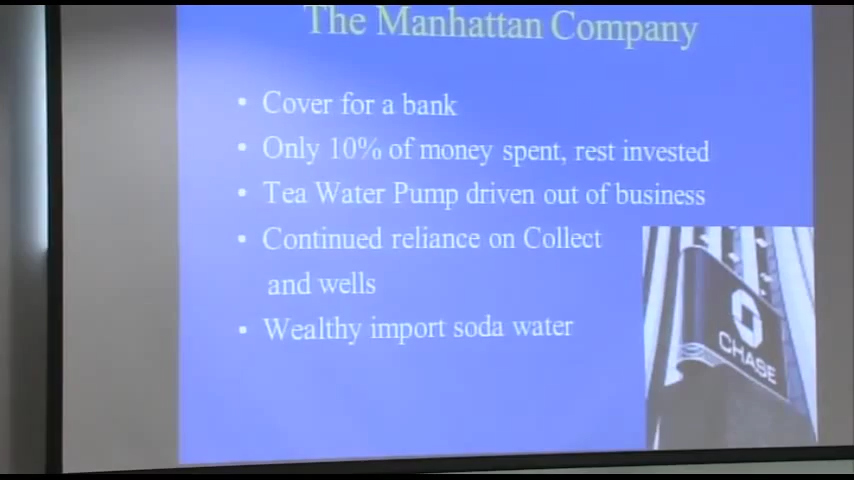 The Manhattan Company
• Cover for a bank
• Only 10% of money spent, rest invested
• Tea Water Pump driven out of business
• Continued reliance on Collect
and wells
• Wealthy import soda water
CHASE